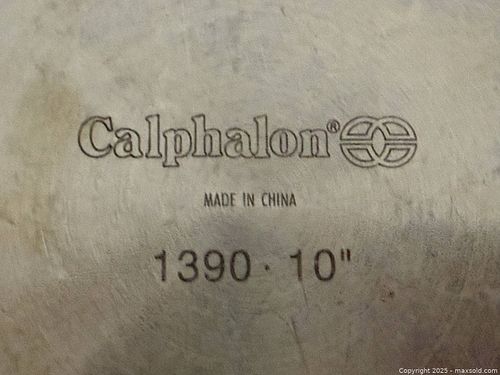 Calphalon®
MADE IN CHINA
1390 · 10"
Copyright 2025 - maxsold.com